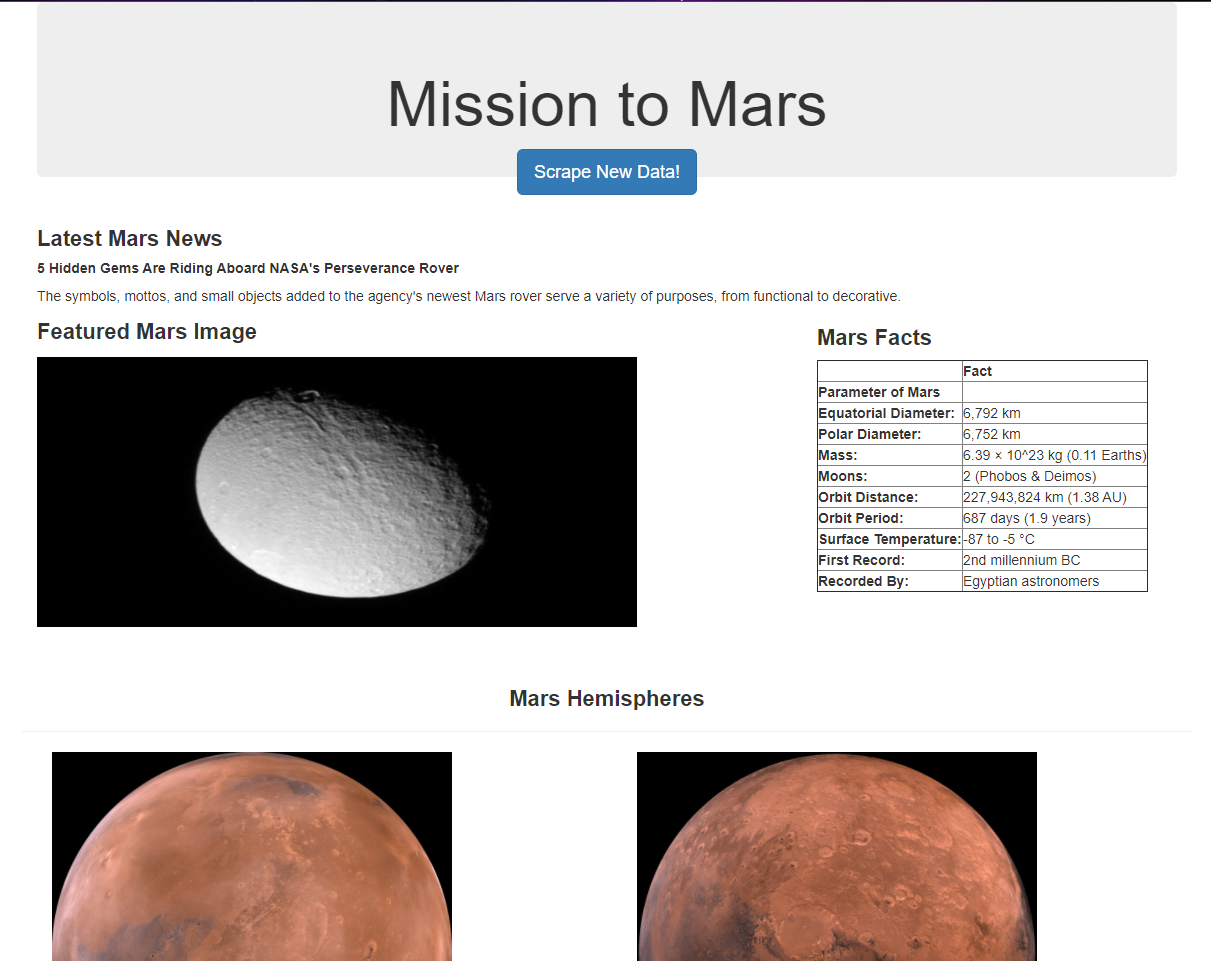 Mission to Mars
Scrape New Data!
Latest Mars News
5 Hidden Gems Are Riding Aboard NASA's Perseverance Rover
The symbols, mottos, and small objects added to the agency's newest Mars rover serve a variety of purposes, from functional to decorative.
Featured Mars Image
Mars Facts
Fact
Parameter of Mars
Equatorial Diameter: 6,792 km
Polar Diameter: 6,752 km
Mass: 6.39 × 10^23 kg (0.11 Earths)
Moons: 2 (Phobos & Deimos)
Orbit Distance: 227,943,824 km (1.38 AU)
Orbit Period: 687 days (1.9 years)
Surface Temperature: -87 to -5 °C
First Record: 2nd millennium BC
Recorded By: Egyptian astronomers
Mars Hemispheres